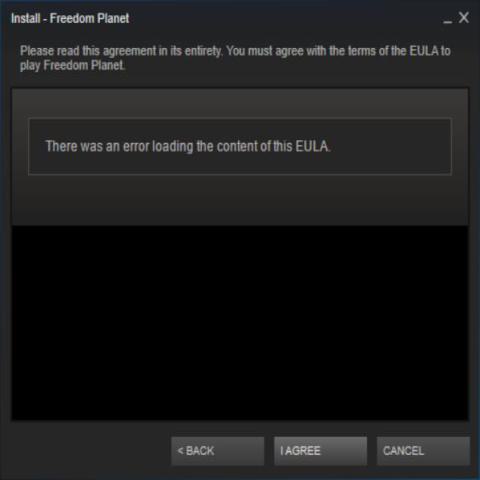 Install - Freedom Planet
Please read this agreement in its entirety. You must agree with the terms of the EULA to
play Freedom Planet.
There was an error loading the content of this EULA.
< BACK
I AGREE
CANCEL